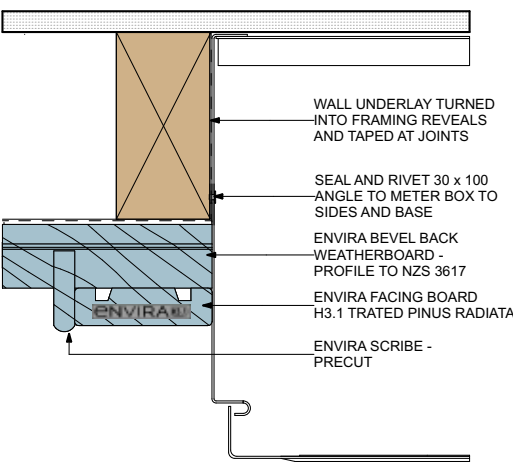 WALL UNDERLAY TURNED
INTO FRAMING REVEALS
AND TAPED AT JOINTS
SEAL AND RIVET 30 x 100
ANGLE TO METER BOX TO
SIDES AND BASE
ENVIRA BEVEL BACK
WEATHERBOARD -
PROFILE TO NZS 3617
ENVIRA FACING BOARD
H3.1 TRATED PINUS RADIATA
ENVIRA
ENVIRA SCRIBE -
PRECUT